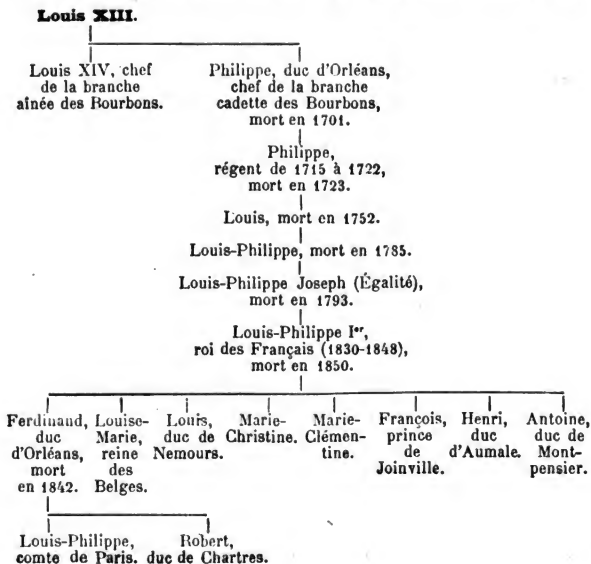 Louis XIII.
Louis XIV, chef
de la branche
aînée des Bourbons.
Philippe, duc d'Orléans,
chef de la branche
cadette des Bourbons,
mort en 1701.
Philippe,
régent de 1715 à 1722,
mort en 1723.
Louis, mort en 1752.
Louis-Philippe, mort en 1785.
Louis-Philippe Joseph (Égalité),
mort en 1793.
Louis-Philippe Ier,
roi des Français (1830-1848),
mort en 1850.
Ferdinand,
duc
d'Orléans,
mort
en 1842.
Louise-
Marie,
reine
des
Belges.
Louis,
duc de
Nemours.
Marie-
Christine.
Marie-
Clémen-
tine.
François,
prince
de
Joinville.
Henri,
duc
d'Aumale.
Antoine,
duc de
Mont-
pensier.
Louis-Philippe,
comte de Paris.
Robert,
duc de Chartres.